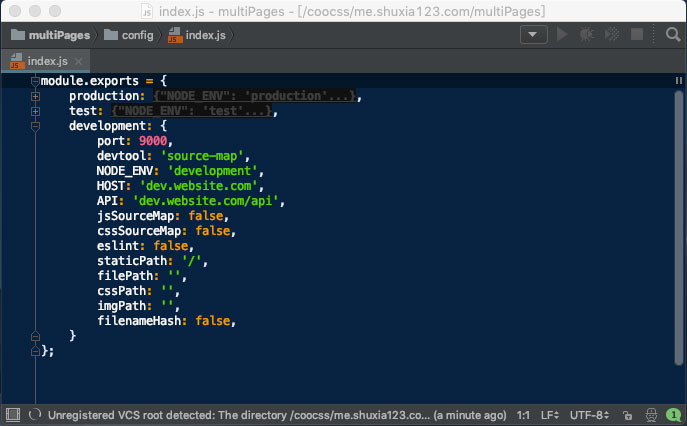 index.js - multiPages - [/coocss/me.shuxia123.com/multiPages]
multiPages config index.js
index.js
module.exports = {
production: {"NODE_ENV": 'production'...},
test: {"NODE_ENV": 'test'...},
development: {
port: 9000,
devtool: 'source-map',
NODE_ENV: 'development',
HOST: 'dev.website.com',
API: 'dev.website.com/api',
jsSourceMap: false,
cssSourceMap: false,
eslint: false,
staticPath: '/',
filePath: '',
cssPath: '',
imgPath: '',
filenameHash: false,
}
};
Unregistered VCS root detected: The directory /coocss/me.shuxia123.co... (a minute ago) 1:1 LF UTF-8 1